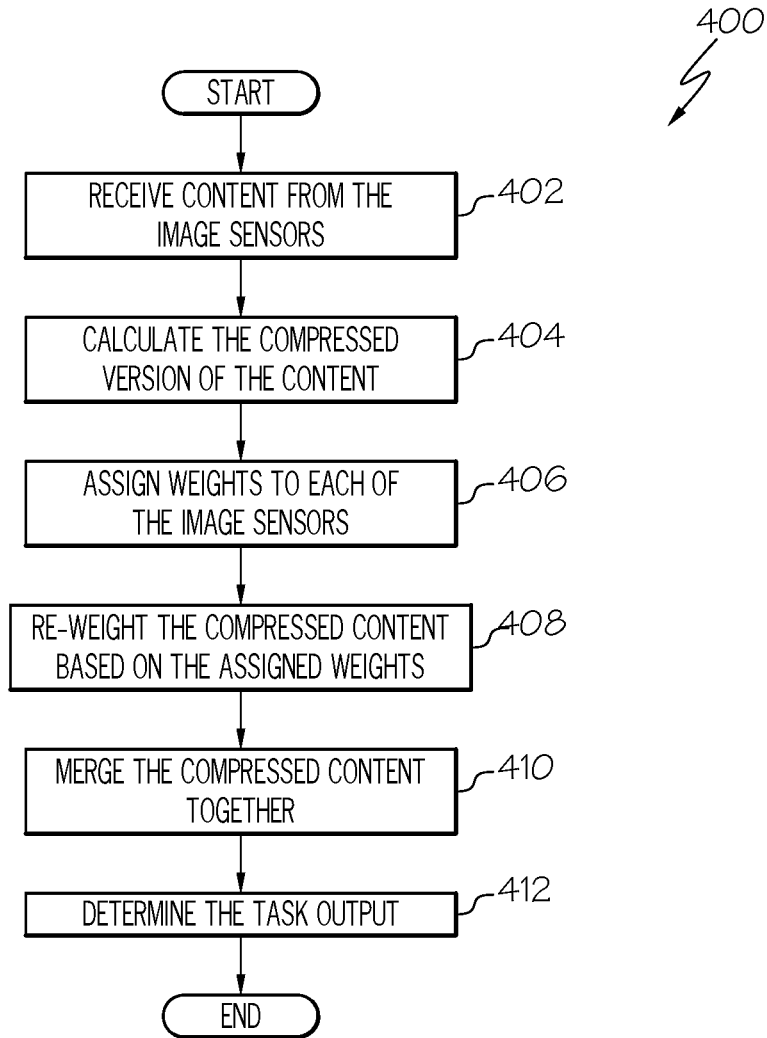 400
START
RECEIVE CONTENT FROM THE
IMAGE SENSORS
402
CALCULATE THE COMPRESSED
VERSION OF THE CONTENT
404
ASSIGN WEIGHTS TO EACH OF
THE IMAGE SENSORS
406
RE-WEIGHT THE COMPRESSED CONTENT
BASED ON THE ASSIGNED WEIGHTS
408
MERGE THE COMPRESSED CONTENT
TOGETHER
410
DETERMINE THE TASK OUTPUT
412
END